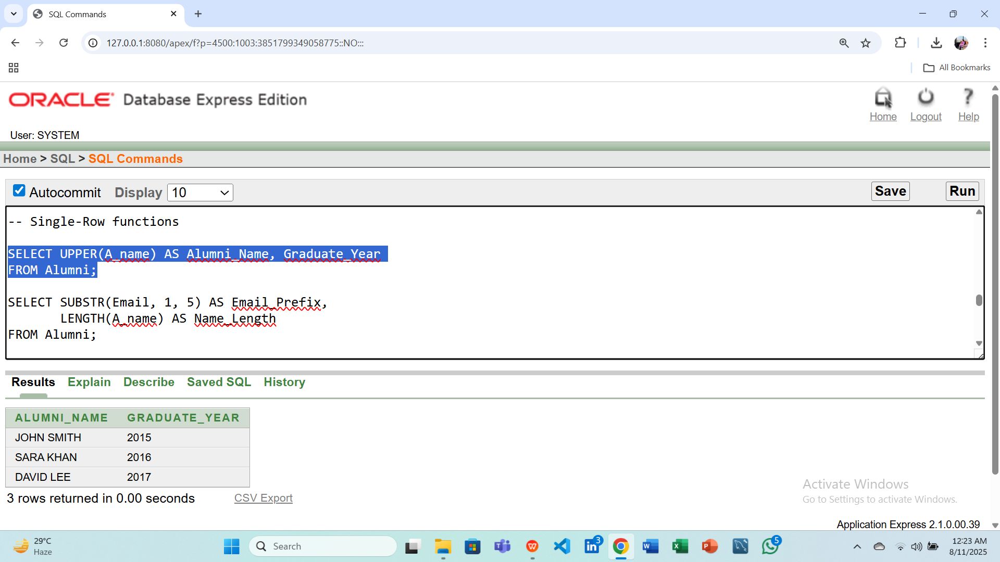 SQL Commands
127.0.0.1:8080/apex/f?p=4500:1003:3851799349058775::NO:::
All Bookmarks
ORACLE Database Express Edition
Home Logout Help
User: SYSTEM
Home > SQL > SQL Commands
Autocommit Display 10 Save Run
-- Single-Row functions
SELECT UPPER(A_name) AS Alumni_Name, Graduate_Year
FROM Alumni;
SELECT SUBSTR(Email, 1, 5) AS Email_Prefix,
LENGTH(A_name) AS Name_Length
FROM Alumni;
Results Explain Describe Saved SQL History
ALUMNI_NAME GRADUATE_YEAR
JOHN SMITH 2015
SARA KHAN 2016
DAVID LEE 2017
3 rows returned in 0.00 seconds CSV Export
Activate Windows
Go to Settings to activate Windows.
Application Express 2.1.0.00.39
29°C
Haze
Search
3
5
12:23 AM
8/11/2025